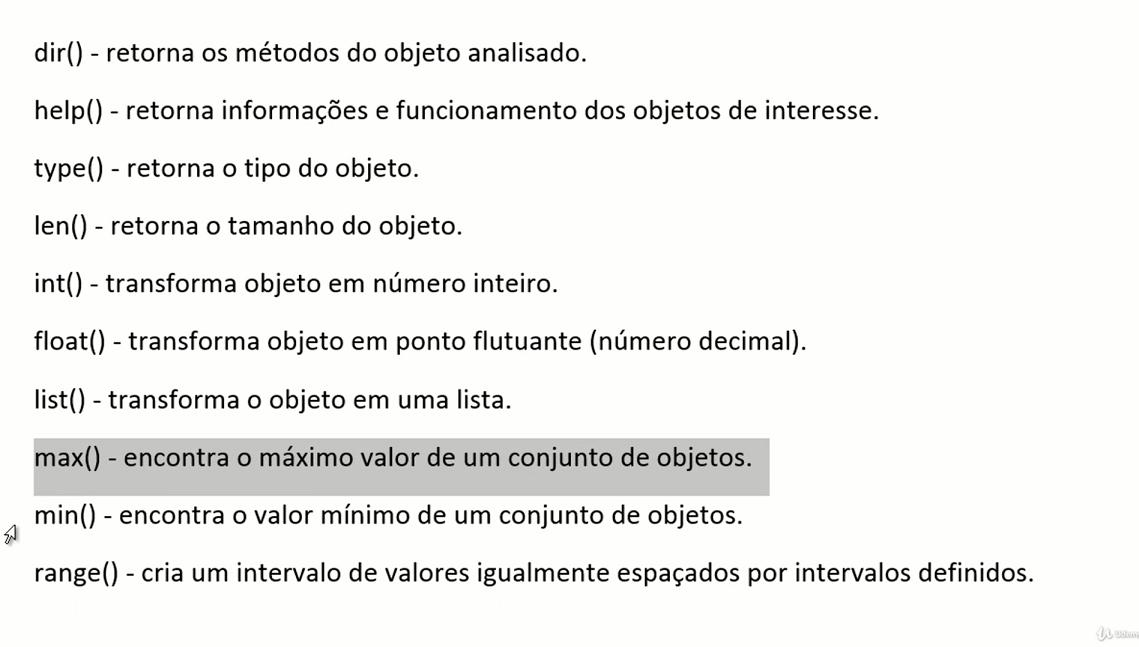 dir() - retorna os métodos do objeto analisado.
help() - retorna informações e funcionamento dos objetos de interesse.
type() - retorna o tipo do objeto.
len() - retorna o tamanho do objeto.
int() - transforma objeto em número inteiro.
float() - transforma objeto em ponto flutuante (número decimal).
list() - transforma o objeto em uma lista.
max() - encontra o máximo valor de um conjunto de objetos.
min() - encontra o valor mínimo de um conjunto de objetos.
range() - cria um intervalo de valores igualmente espaçados por intervalos definidos.